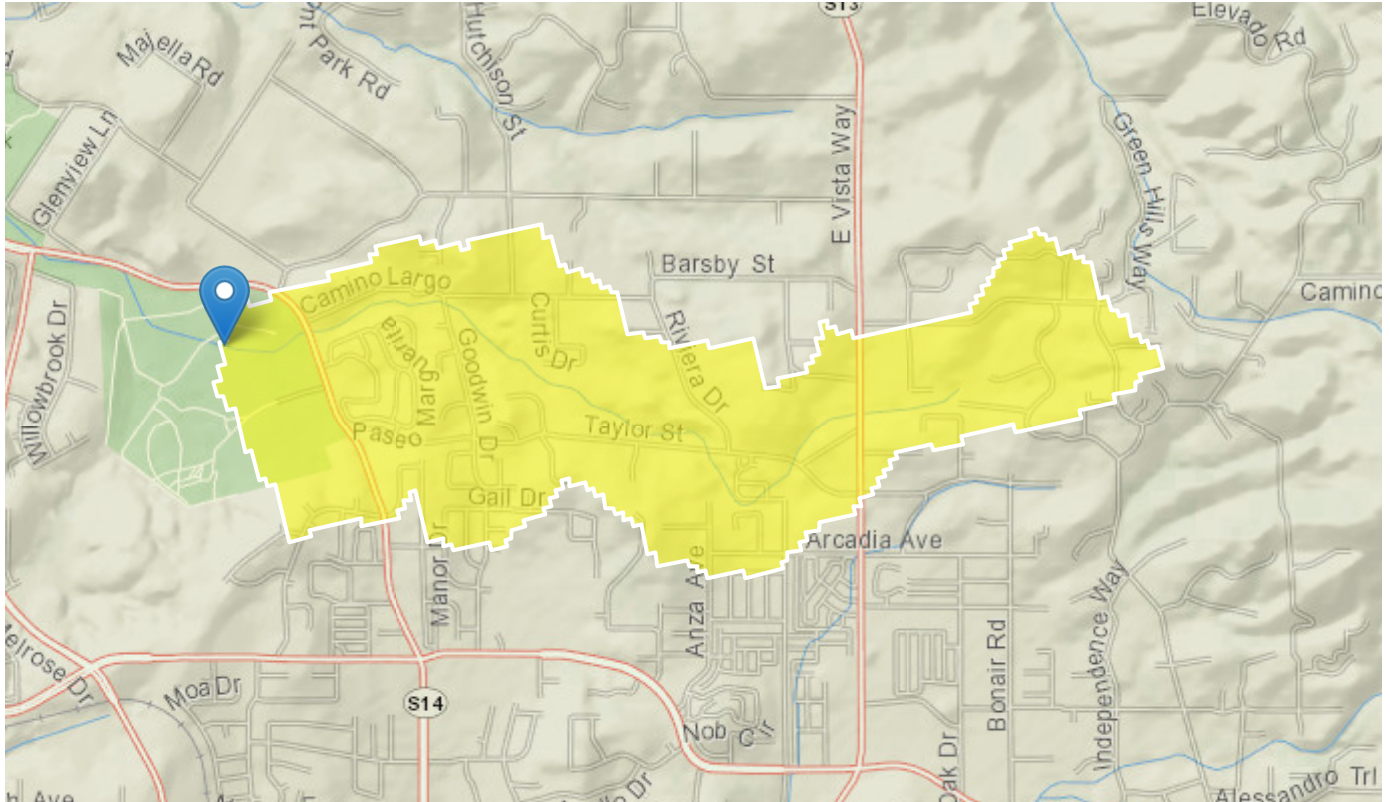 S13
Elevado Rd
Majella Rd
Park Rd
Hutchison St
Glenview Ln
E Vista Way
Green Hills Way
Barsby St
Camino Largo
Camino
Willowbrook Dr
Curtis Dr
Marguerita
Goodwin Dr
Riviera Dr
Paseo
Taylor St
Gail Dr
Arcadia Ave
Manor Dr
Anza Ave
Independence Way
Bonair Rd
Melrose Dr
Moa Dr
S14
Nob Cir
Oak Dr
Dr
Alessandro Trl
Ave